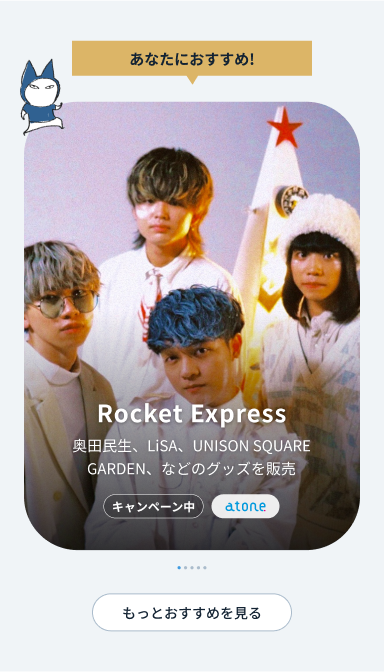 あなたにおすすめ!
Rocket Express
奥田民生、LiSA、UNISON SQUARE
GARDEN、などのグッズを販売
キャンペーン中
atone
もっとおすすめを見る